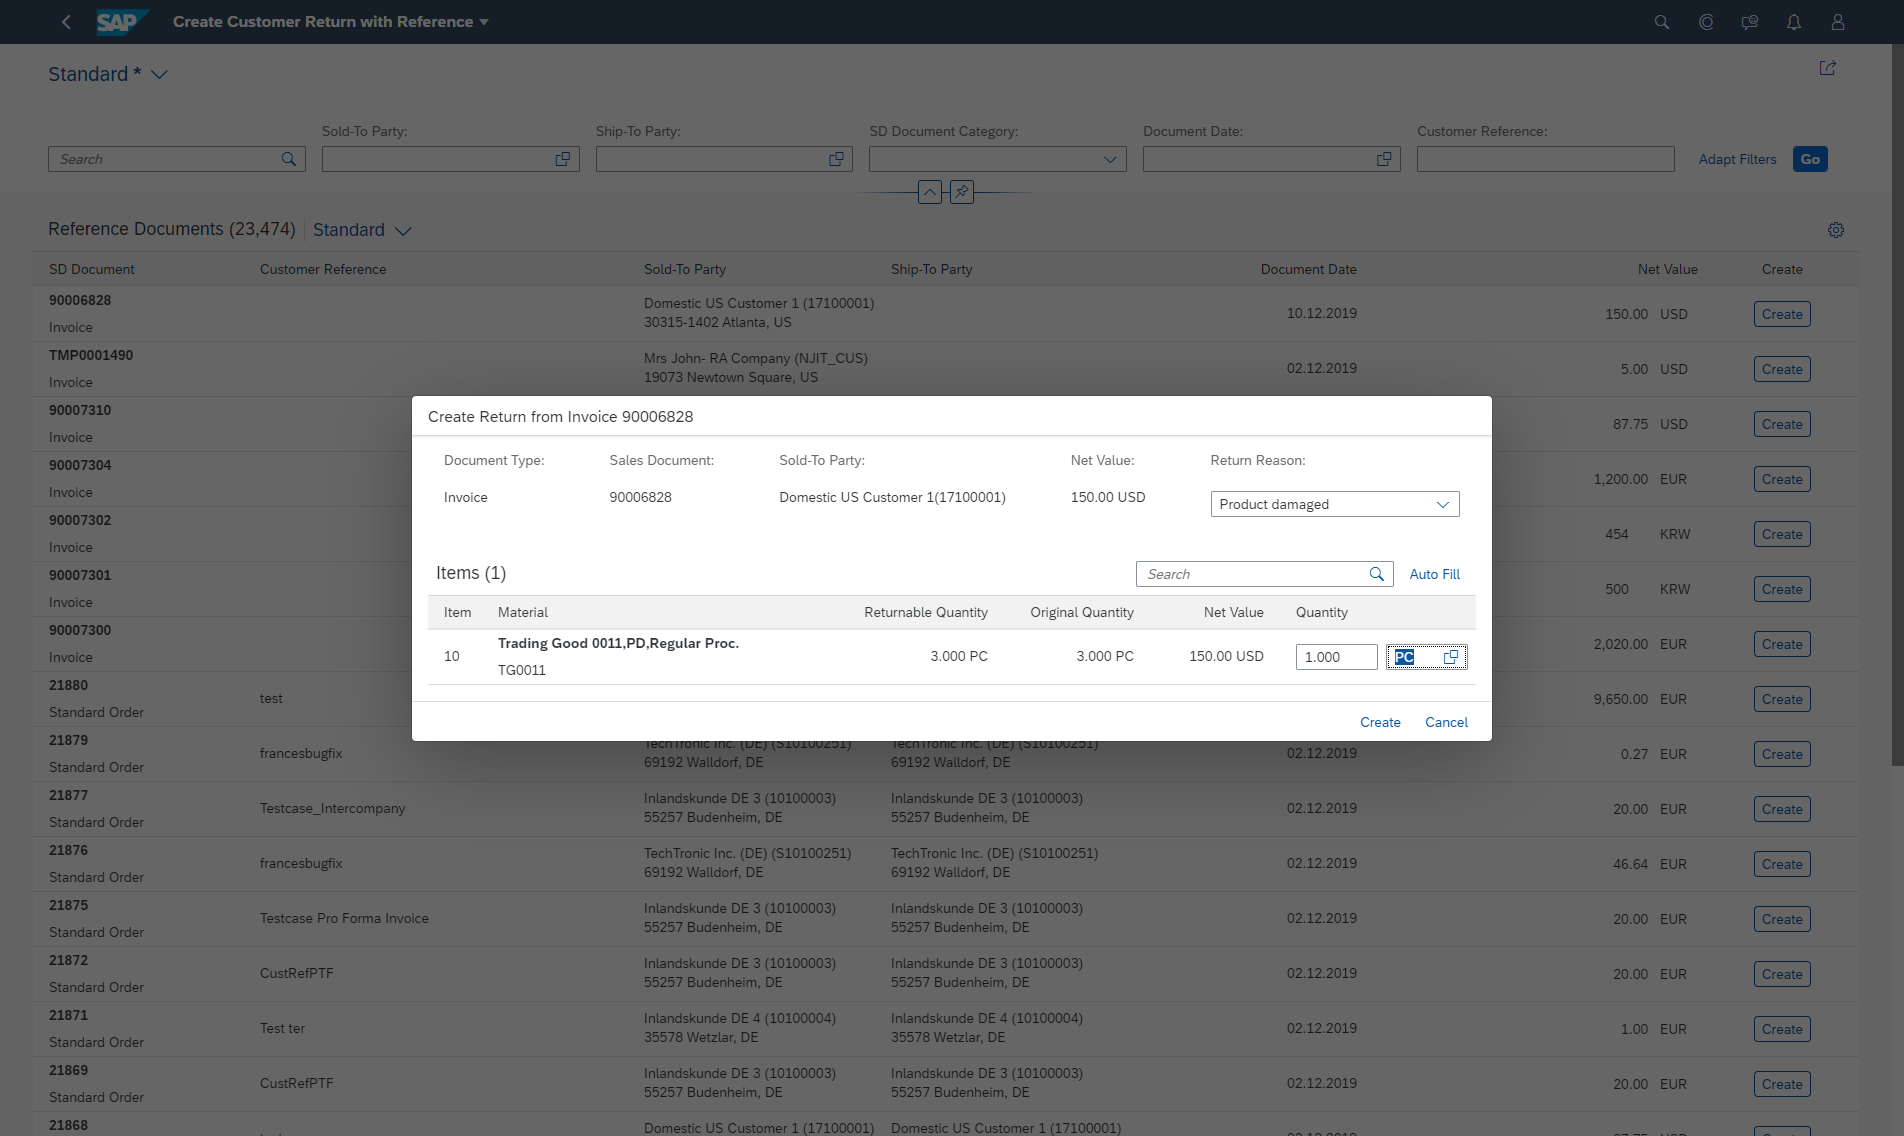 SAP Create Customer Return with Reference
Standard *
Sold-To Party: Ship-To Party: SD Document Category: Document Date: Customer Reference:
Search Adapt Filters Go
Reference Documents (23,474) Standard
SD Document Customer Reference Sold-To Party Ship-To Party Document Date Net Value Create
90006828
Invoice
Domestic US Customer 1 (17100001)
30315-1402 Atlanta, US
10.12.2019 150.00 USD Create
TMP0001490
Invoice
Mrs John- RA Company (NJIT_CUS)
19073 Newtown Square, US
02.12.2019 5.00 USD Create
90007310
Invoice
87.75 USD Create
90007304
Invoice
1,200.00 EUR Create
90007302
Invoice
454 KRW Create
90007301
Invoice
500 KRW Create
90007300
Invoice
2,020.00 EUR Create
21880
Standard Order
test
9,650.00 EUR Create
Create Return from Invoice 90006828
Document Type: Sales Document: Sold-To Party: Net Value: Return Reason:
Invoice 90006828 Domestic US Customer 1(17100001) 150.00 USD Product damaged
Items (1) Search Auto Fill
Item Material Returnable Quantity Original Quantity Net Value Quantity
10
Trading Good 0011,PD,Regular Proc.
TG0011
3.000 PC 3.000 PC 150.00 USD 1.000 PC
Create Cancel
21879
Standard Order
francesbugfix
TechTronic Inc. (DE) (S10100251)
69192 Walldorf, DE
TechTronic Inc. (DE) (S10100251)
69192 Walldorf, DE
02.12.2019 0.27 EUR Create
21877
Standard Order
Testcase_Intercompany
Inlandskunde DE 3 (10100003)
55257 Budenheim, DE
Inlandskunde DE 3 (10100003)
55257 Budenheim, DE
02.12.2019 20.00 EUR Create
21876
Standard Order
francesbugfix
TechTronic Inc. (DE) (S10100251)
69192 Walldorf, DE
TechTronic Inc. (DE) (S10100251)
69192 Walldorf, DE
02.12.2019 46.64 EUR Create
21875
Standard Order
Testcase Pro Forma Invoice
Inlandskunde DE 3 (10100003)
55257 Budenheim, DE
Inlandskunde DE 3 (10100003)
55257 Budenheim, DE
02.12.2019 20.00 EUR Create
21872
Standard Order
CustRefPTF
Inlandskunde DE 3 (10100003)
55257 Budenheim, DE
Inlandskunde DE 3 (10100003)
55257 Budenheim, DE
02.12.2019 20.00 EUR Create
21871
Standard Order
Test ter
Inlandskunde DE 4 (10100004)
35578 Wetzlar, DE
Inlandskunde DE 4 (10100004)
35578 Wetzlar, DE
02.12.2019 1.00 EUR Create
21869
Standard Order
CustRefPTF
Inlandskunde DE 3 (10100003)
55257 Budenheim, DE
Inlandskunde DE 3 (10100003)
55257 Budenheim, DE
02.12.2019 20.00 EUR Create
21868
Domestic US Customer 1 (17100001) Domestic US Customer 1 (17100001)